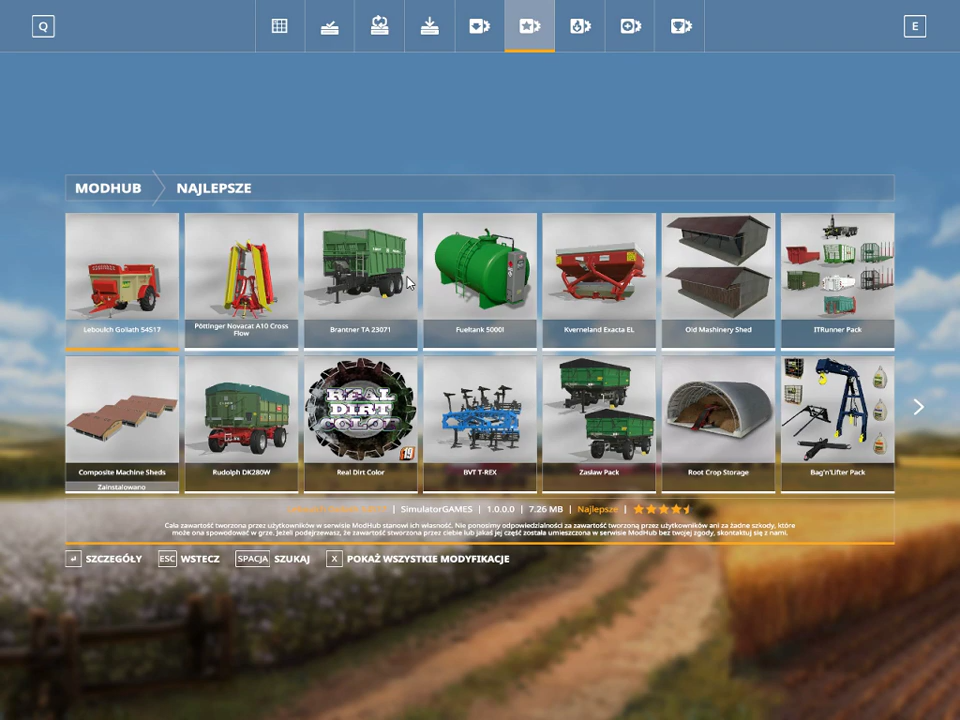 Q
E
MODHUB
NAJLEPSZE
Leboulch Goliath 54S17
Pöttinger Novacat A10 Cross
Flow
Brantner TA 23071
Fueltank 5000l
Kverneland Exacta EL
Old Machinery Shed
ITRunner Pack
REAL
DIRT
COLOR
19
Composite Machine Sheds
Zainstalowano
Rudolph DK280W
Real Dirt Color
BVT T-REX
Zasław Pack
Root Crop Storage
Bag'n'Lifter Pack
| SimulatorGAMES | 1.0.0.0 | 7.26 MB | Najlepsze |
Cała zawartość tworzona przez użytkowników w serwisie ModHub stanowi ich własność. Nie ponosimy odpowiedzialności za zawartość tworzoną przez użytkowników ani za żadne szkody, które
może ona spowodować w grze. Jeżeli podejrzewasz, że zawartość stworzona przez ciebie lub jakaś jej część została umieszczona w serwisie ModHub bez twojej zgody, skontaktuj się z nami.
SZCZEGÓŁY
ESC WSTECZ
SPACJA SZUKAJ
X POKAŻ WSZYSTKIE MODYFIKACJE